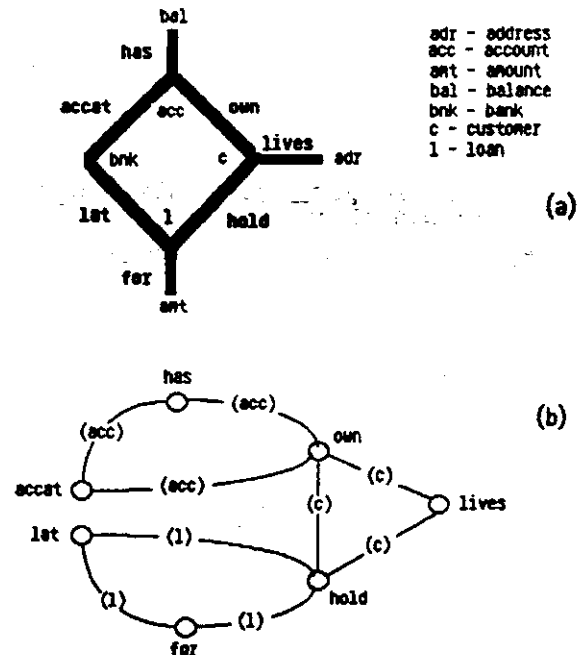 bal
has
adr - address
acc - account
amt - amount
bal - balance
bnk - bank
c - customer
l - loan
accat
acc
own
lives
bnk
c
adr
lat
l
hold
(a)
for
amt
has
(b)
(acc)
(acc)
own
(c)
accat
(acc)
(c)
lives
lat
(l)
(c)
hold
(l)
(l)
for